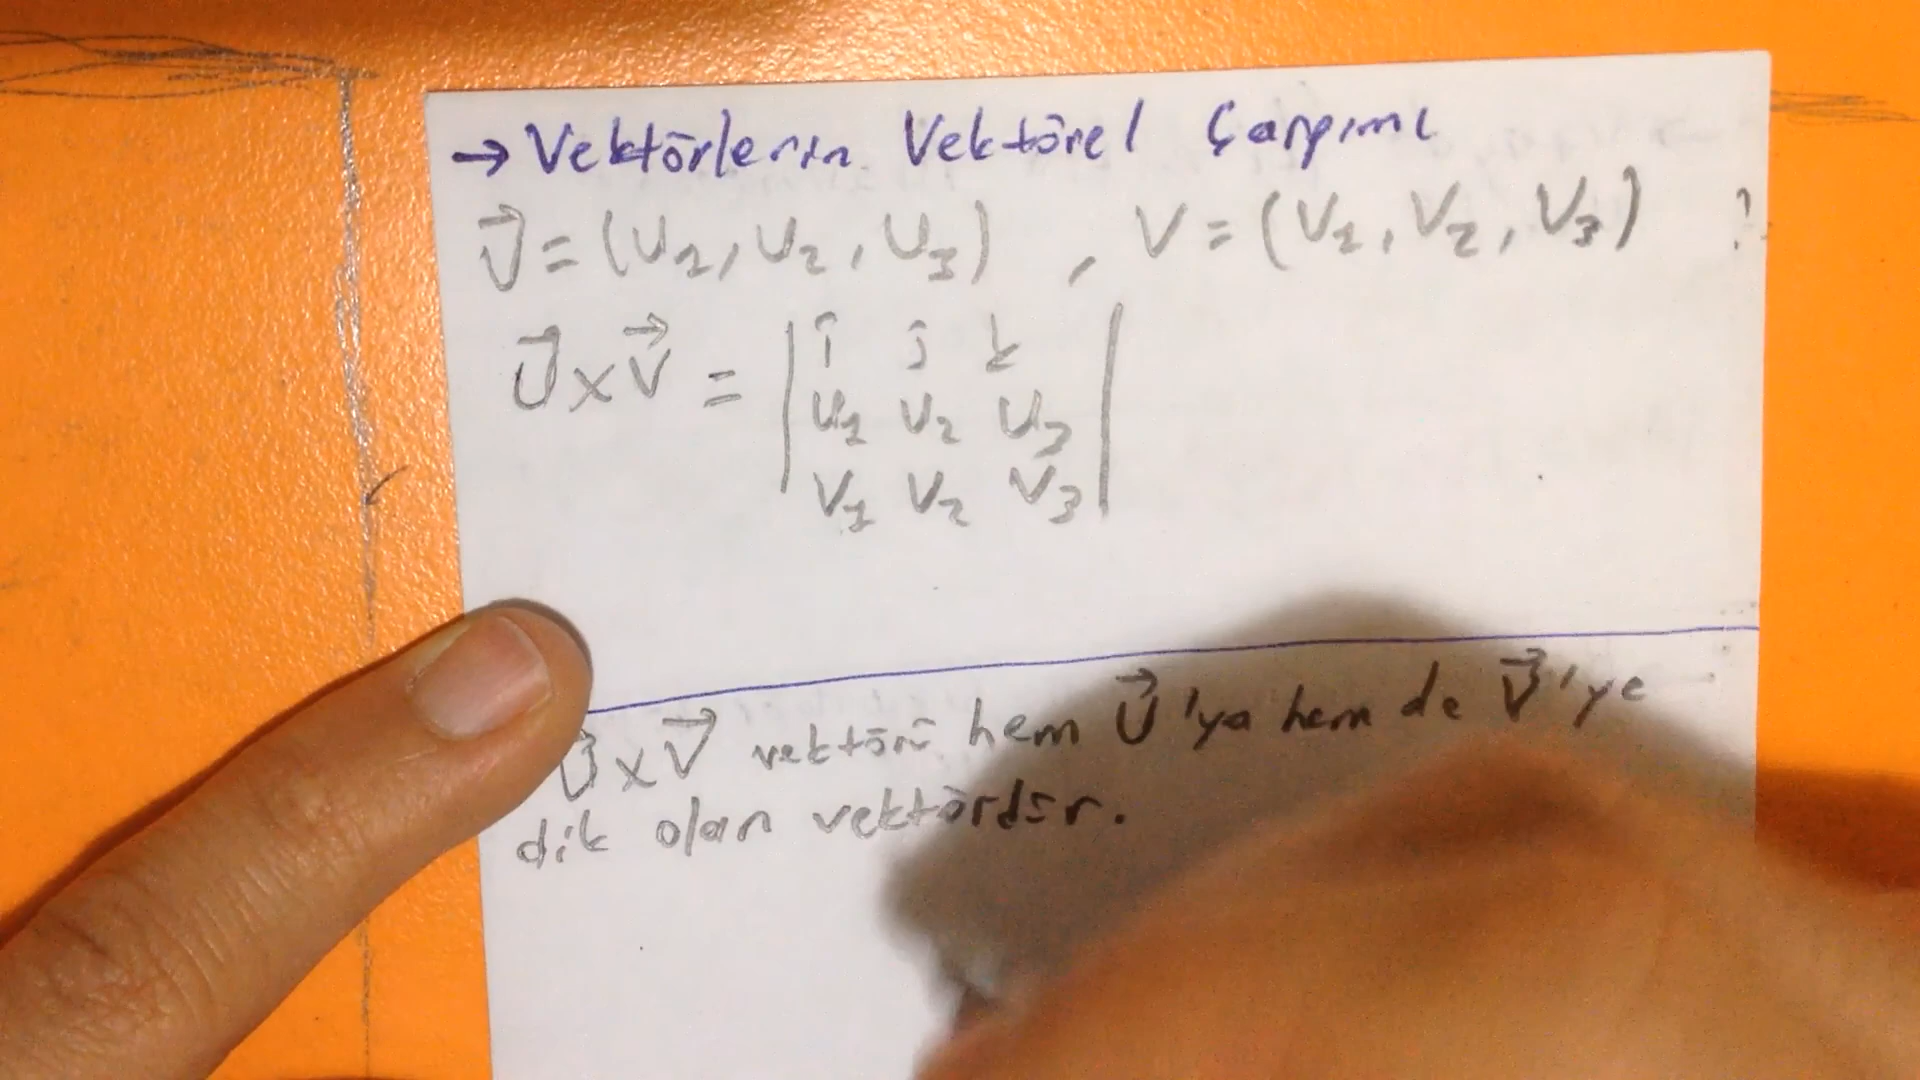 → Vektörlerin Vektörel Çarpımı
U⃗ = (U1, U2, U3) , V = (V1, V2, V3) ?
U⃗ x V⃗ = | i j k |
| U1 U2 U3 |
| V1 V2 V3 |
U⃗ x V⃗ vektörü hem U⃗ 'ya hem de V⃗ 'ye
dik olan vektördür.